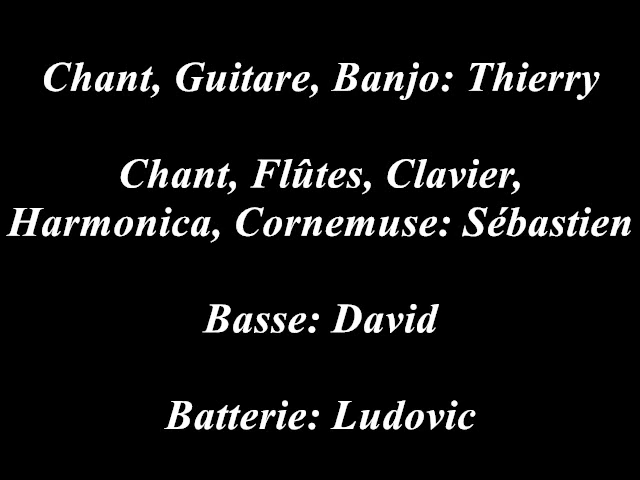 Chant, Guitare, Banjo: Thierry
Chant, Flûtes, Clavier,
Harmonica, Cornemuse: Sébastien
Basse: David
Batterie: Ludovic